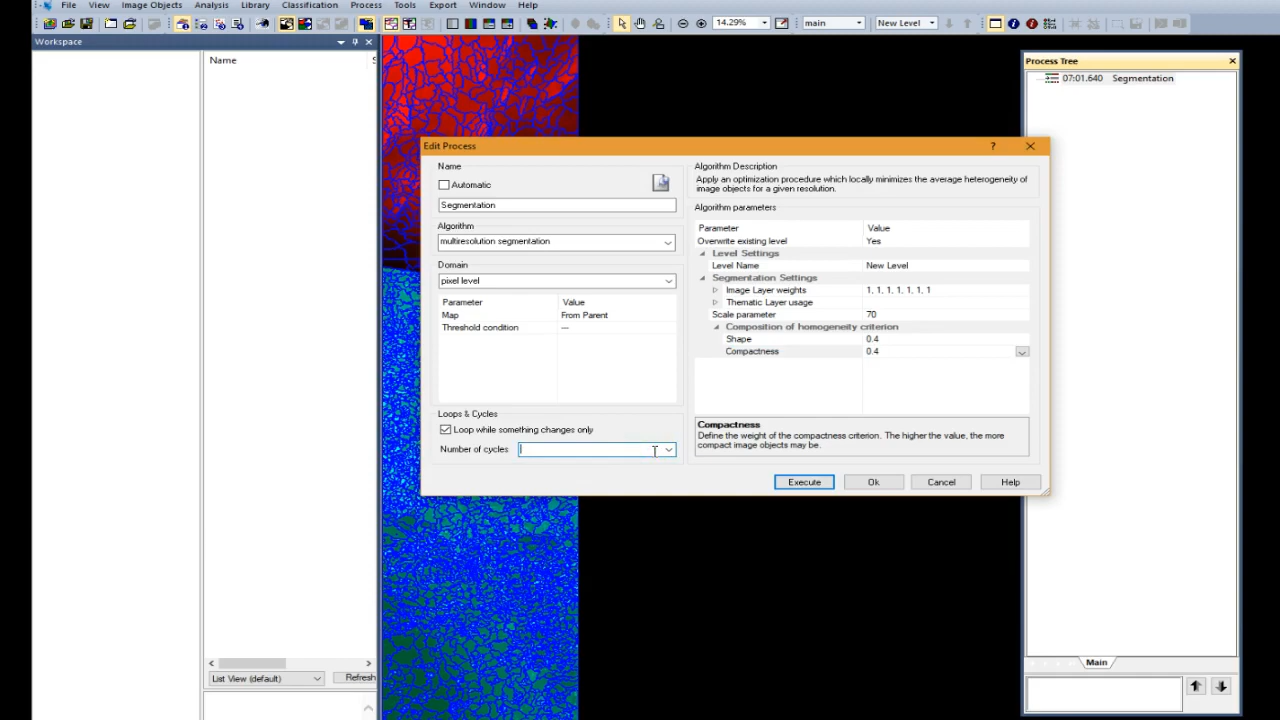 File View Image Objects Analysis Library Classification Process Tools Export Window Help
14.29% main New Level
Workspace
Name
Process Tree
07:01.640 Segmentation
Edit Process
Name
Automatic
Segmentation
Algorithm
multiresolution segmentation
Domain
pixel level
Parameter Value
Map From Parent
Threshold condition ---
Loops & Cycles
Loop while something changes only
Number of cycles
Algorithm Description
Apply an optimization procedure which locally minimizes the average heterogeneity of
image objects for a given resolution.
Algorithm parameters
Parameter Value
Overwrite existing level Yes
Level Settings
Level Name New Level
Segmentation Settings
Image Layer weights 1, 1, 1, 1, 1, 1, 1
Thematic Layer usage
Scale parameter 70
Composition of homogeneity criterion
Shape 0.4
Compactness 0.4
Compactness
Define the weight of the compactness criterion. The higher the value, the more
compact image objects may be.
Execute Ok Cancel Help
List View (default) Refresh
Main